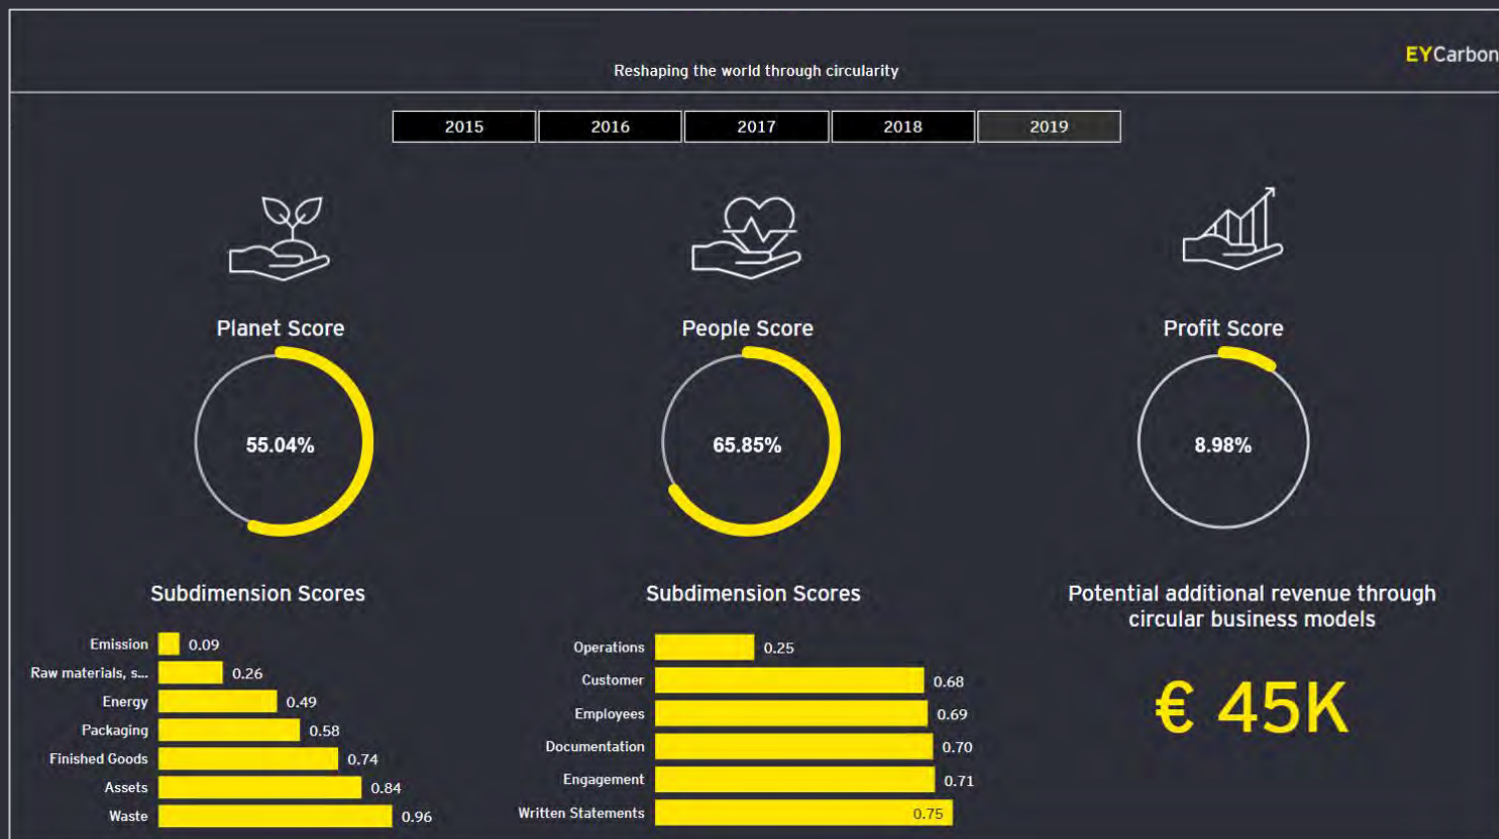 EYCarbon
Reshaping the world through circularity
2015 2016 2017 2018 2019
Planet Score
55.04%
Subdimension Scores
Emission 0.09
Raw materials, s... 0.26
Energy 0.49
Packaging 0.58
Finished Goods 0.74
Assets 0.84
Waste 0.96
People Score
65.85%
Subdimension Scores
Operations 0.25
Customer 0.68
Employees 0.69
Documentation 0.70
Engagement 0.71
Written Statements 0.75
Profit Score
8.98%
Potential additional revenue through
circular business models
€ 45K